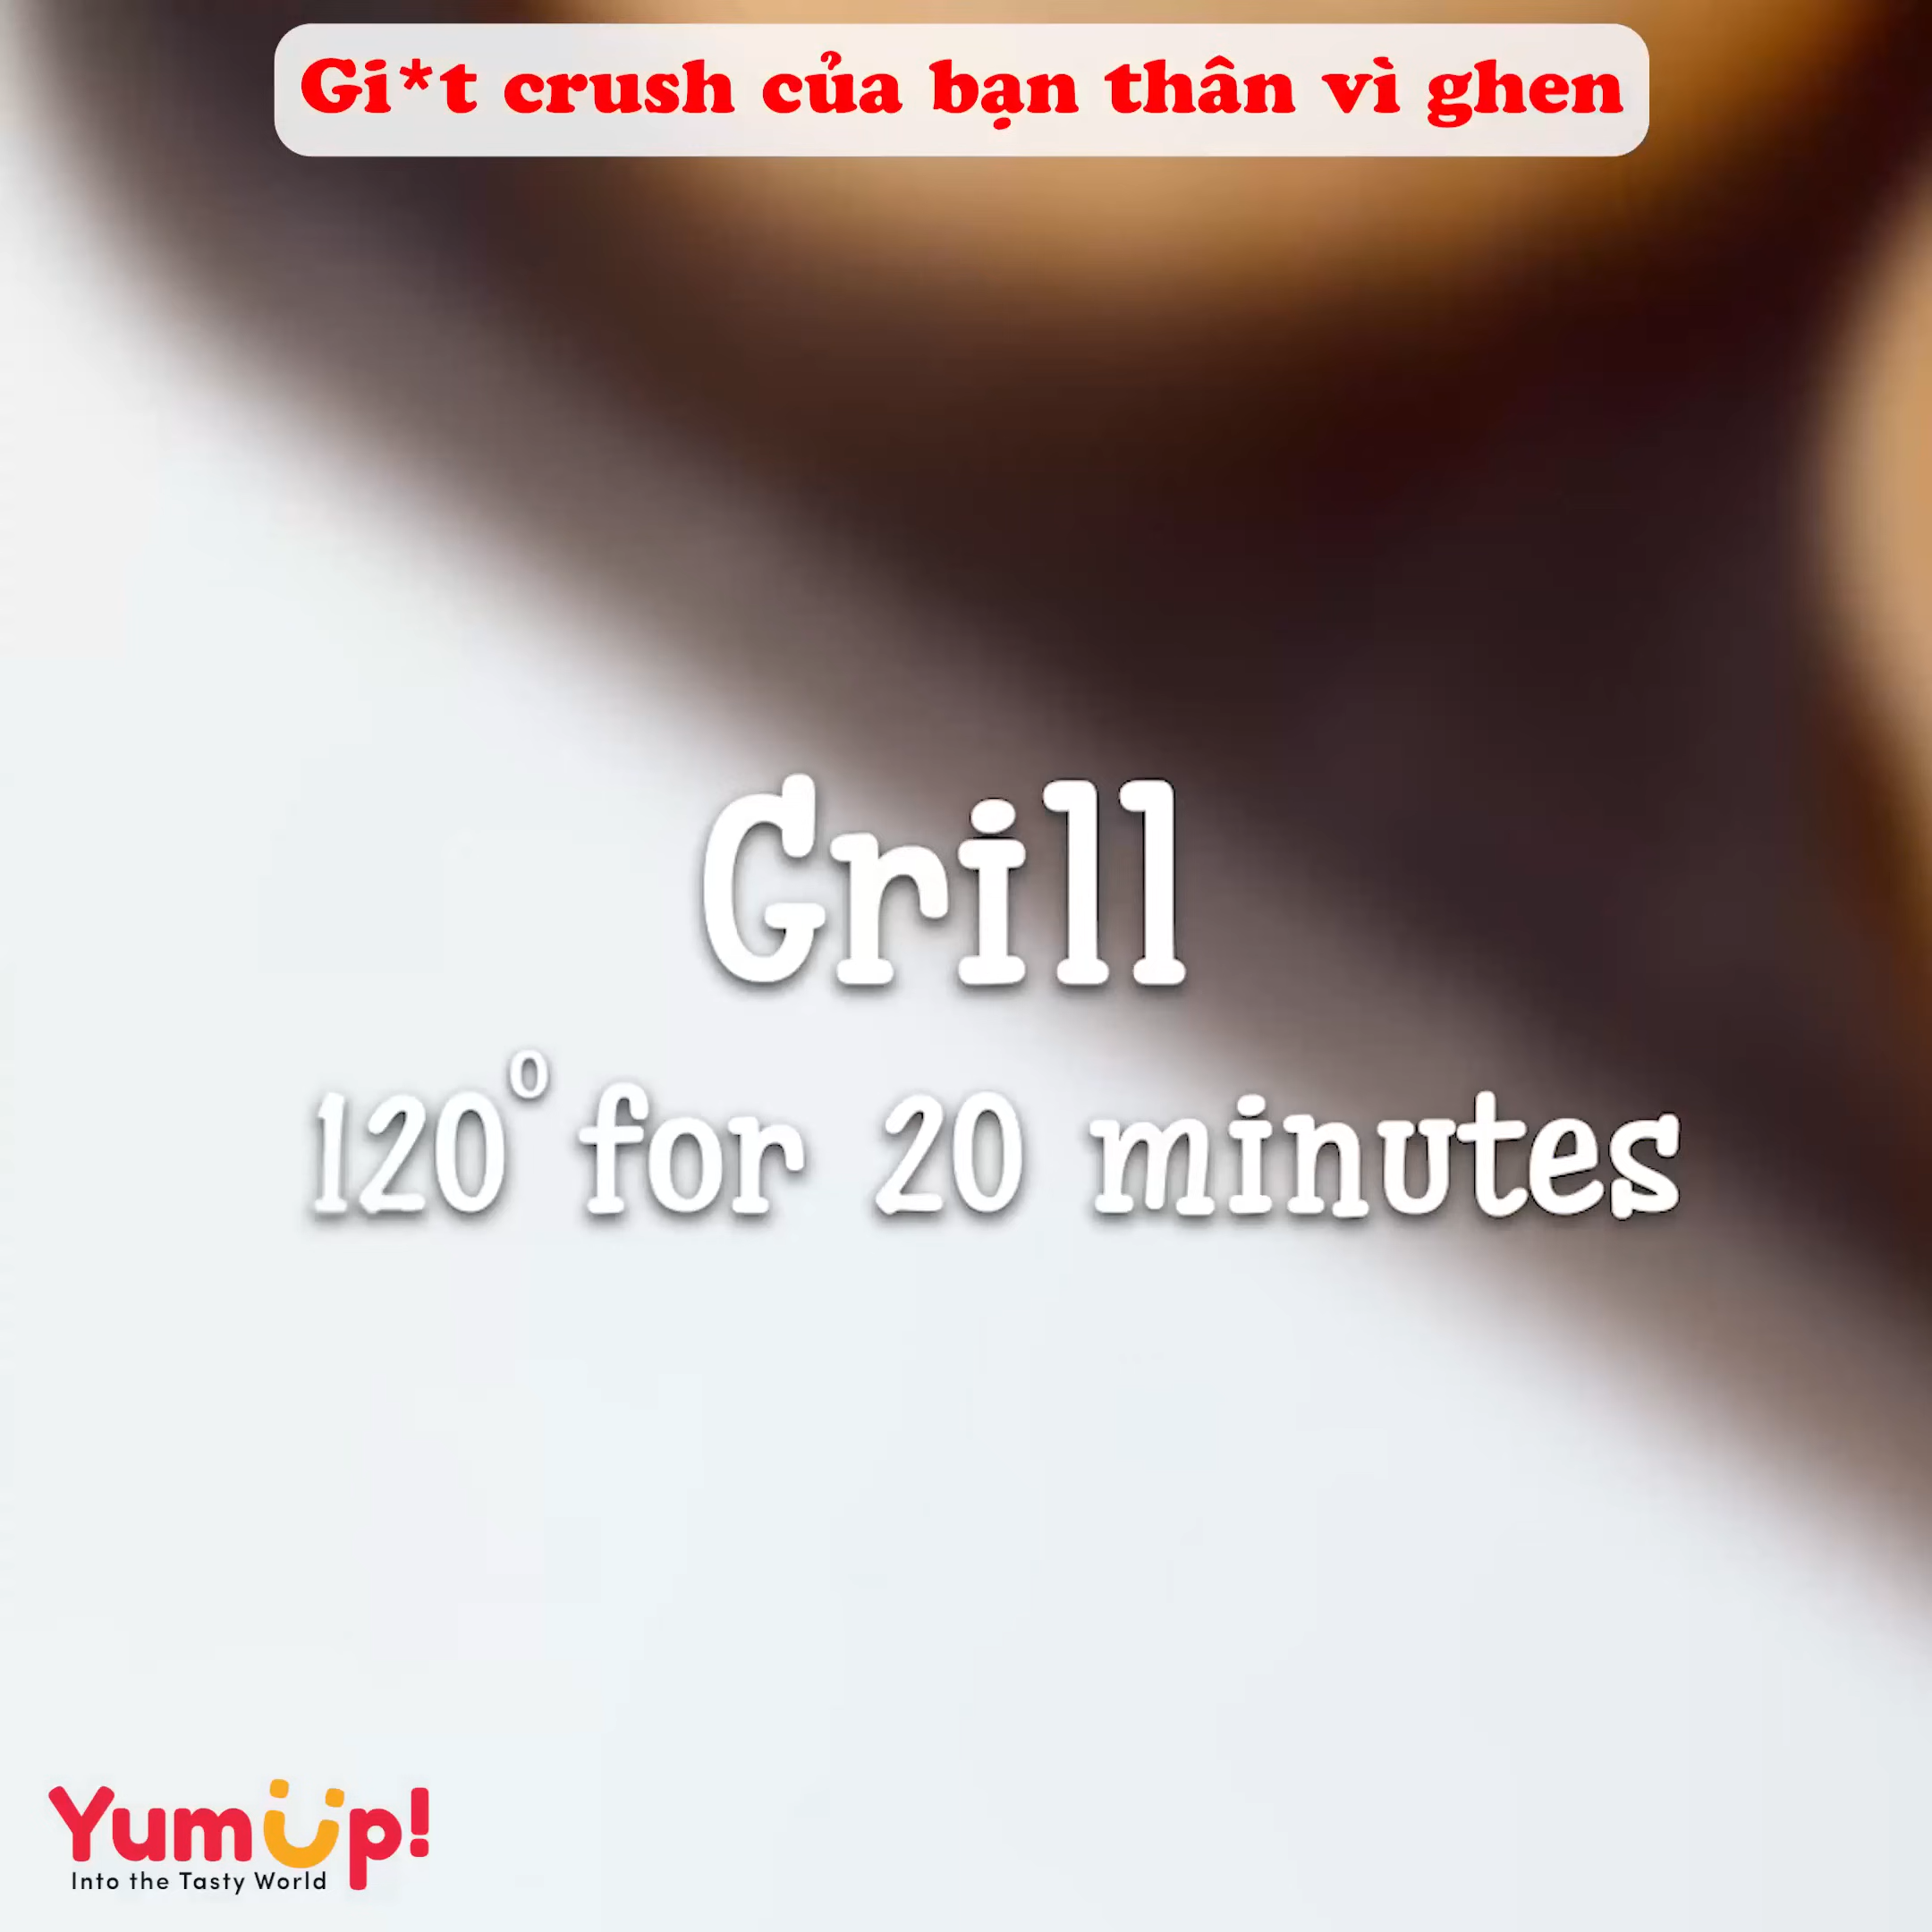 Gi*t crush của bạn thân vì ghen
Grill
120° for 20 minutes
YumUp!
Into the Tasty World